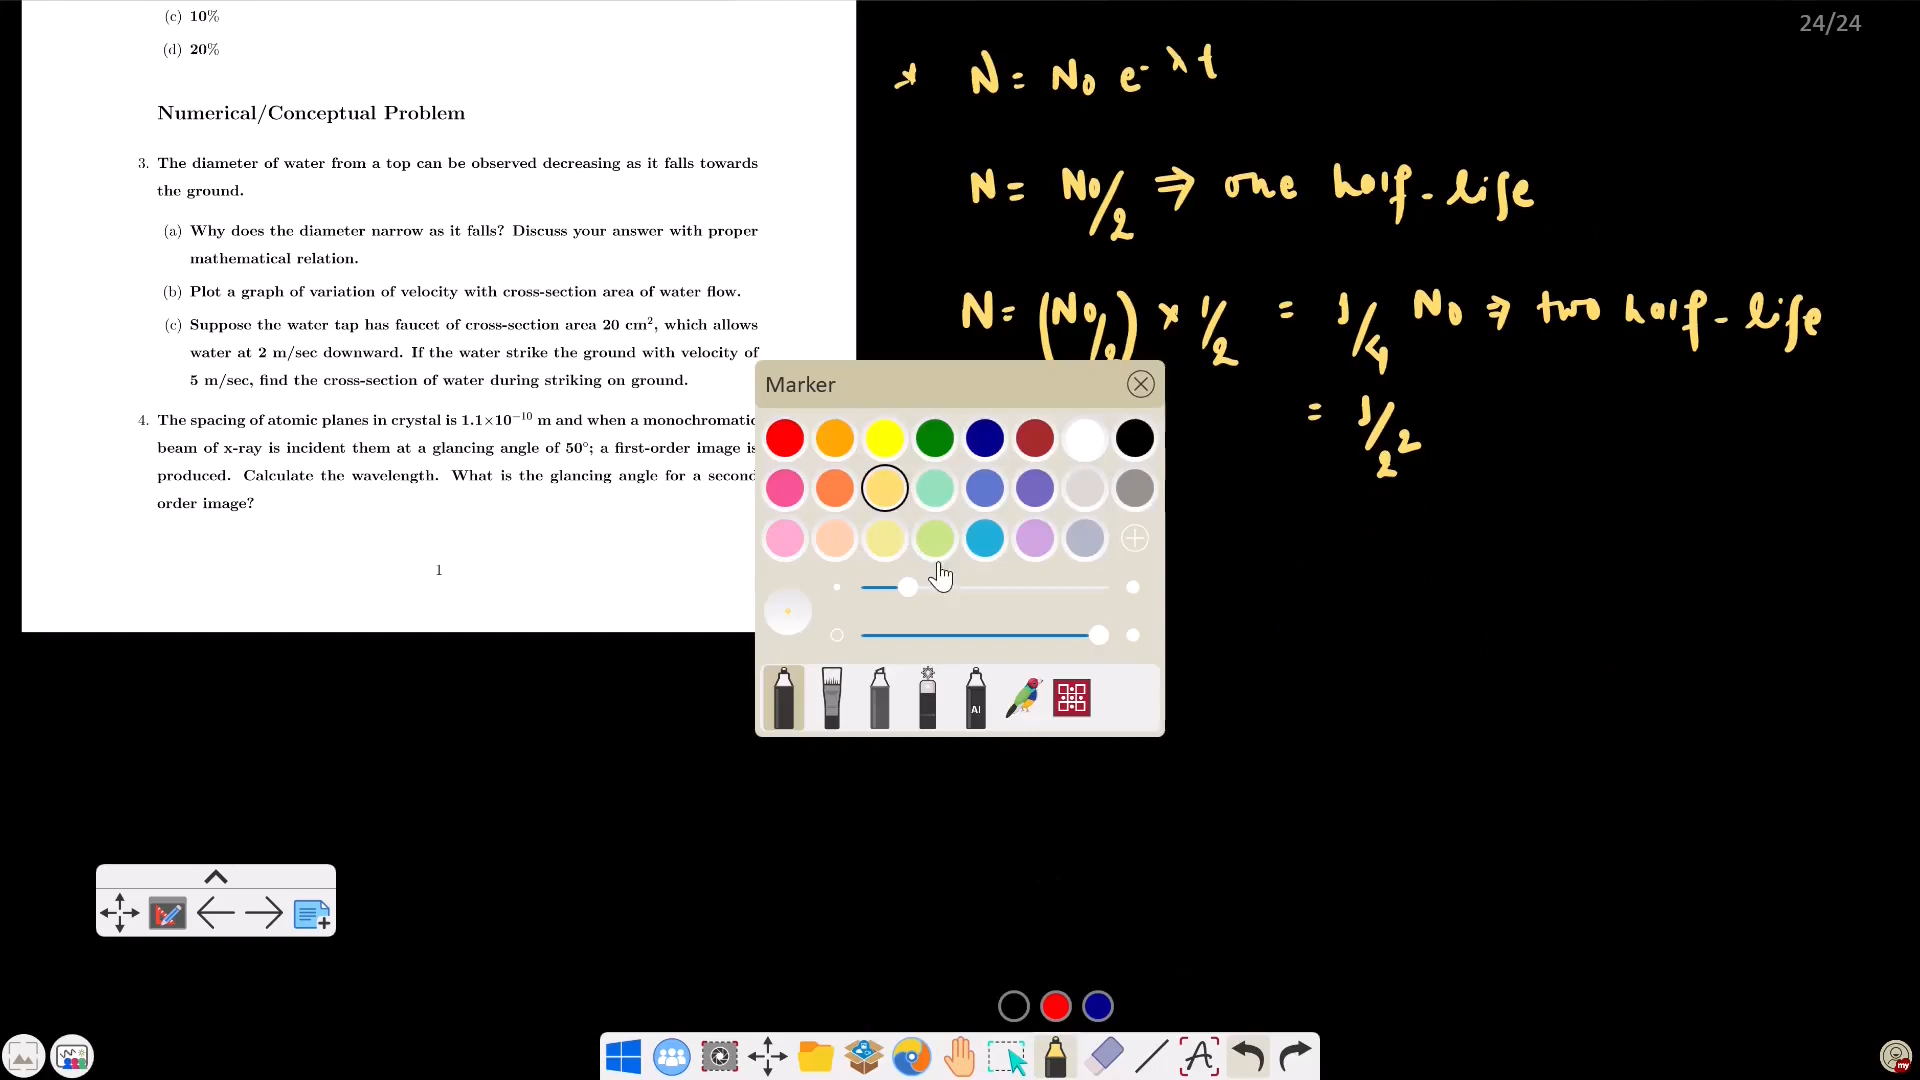 (c) 10%
(d) 20%
Numerical/Conceptual Problem
3. The diameter of water from a top can be observed decreasing as it falls towards
the ground.
(a) Why does the diameter narrow as it falls? Discuss your answer with proper
mathematical relation.
(b) Plot a graph of variation of velocity with cross-section area of water flow.
(c) Suppose the water tap has faucet of cross-section area 20 cm², which allows
water at 2 m/sec downward. If the water strike the ground with velocity of
5 m/sec, find the cross-section of water during striking on ground.
4. The spacing of atomic planes in crystal is 1.1×10⁻¹⁰ m and when a monochromatic
beam of x-ray is incident them at a glancing angle of 50°; a first-order image is
produced. Calculate the wavelength. What is the glancing angle for a second
order image?
1
24/24
* N = N₀ e^-λt
N = N₀/2 ⇒ one half-life
N = (N₀/2) × 1/2 = 1/4 N₀ ⇒ two half-life
= 1/2²
Marker
AI
A
my